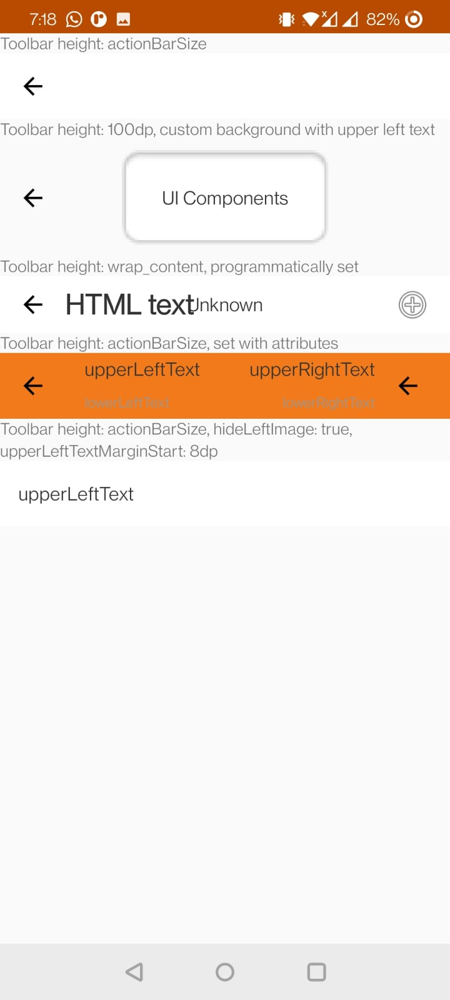 7:18 82%
Toolbar height: actionBarSize
Toolbar height: 100dp, custom background with upper left text
UI Components
Toolbar height: wrap_content, programmatically set
HTML text Unknown
Toolbar height: actionBarSize, set with attributes
upperLeftText upperRightText
lowerLeftText lowerRightText
Toolbar height: actionBarSize, hideLeftImage: true,
upperLeftTextMarginStart: 8dp
upperLeftText